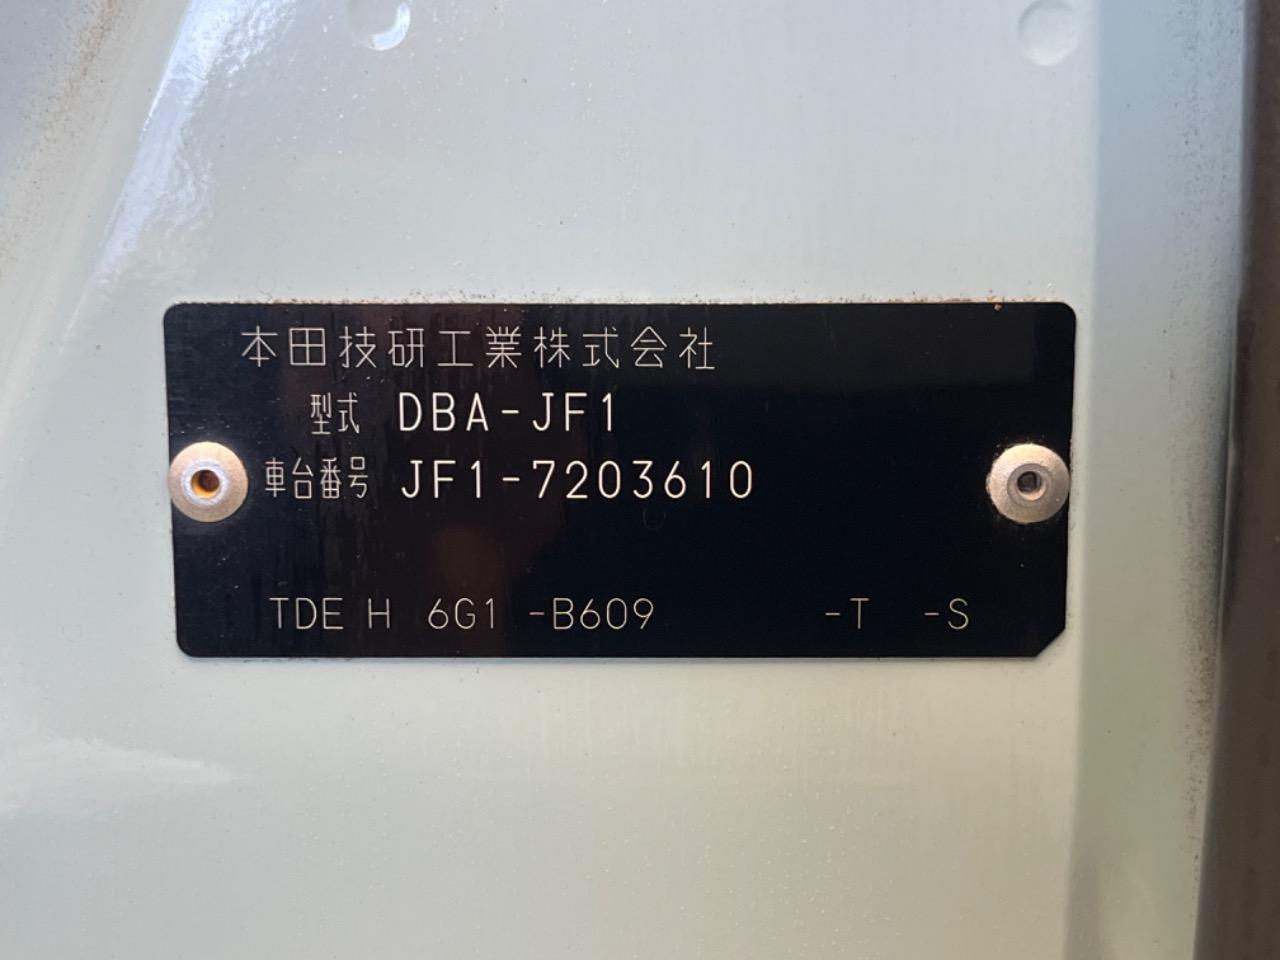 本田技研工業株式会社
型式 DBA-JF1
車台番号 JF1-7203610
TDE H 6G1 -B609 -T -S